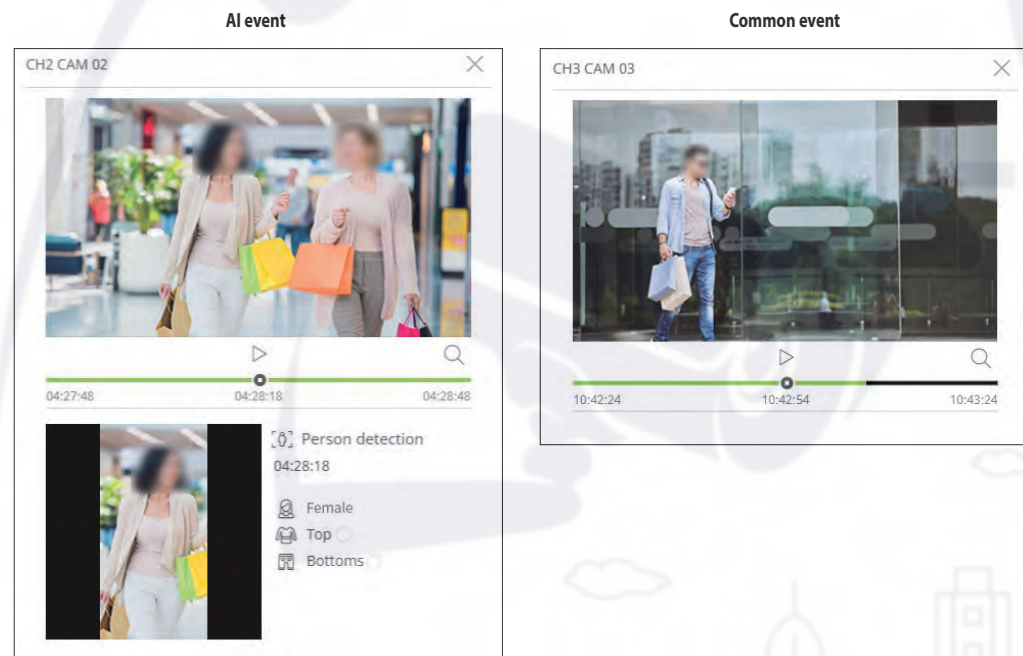 AI event
CH2 CAM 02
04:27:48 04:28:18 04:28:48
Person detection
04:28:18
Female
Top
Bottoms
Common event
CH3 CAM 03
10:42:24 10:42:54 10:43:24